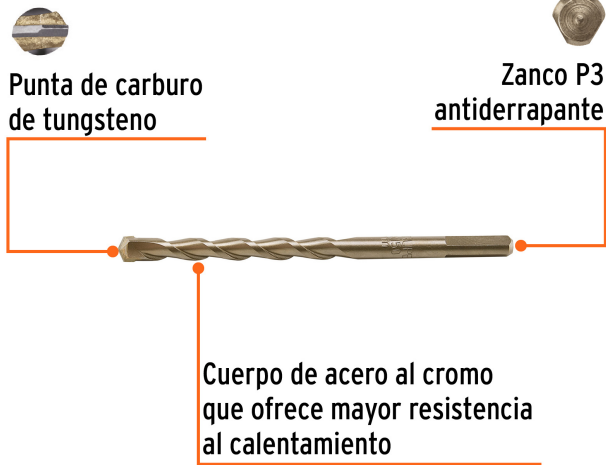 Punta de carburo
de tungsteno
Zanco P3
antiderrapante
Cuerpo de acero al cromo
que ofrece mayor resistencia
al calentamiento